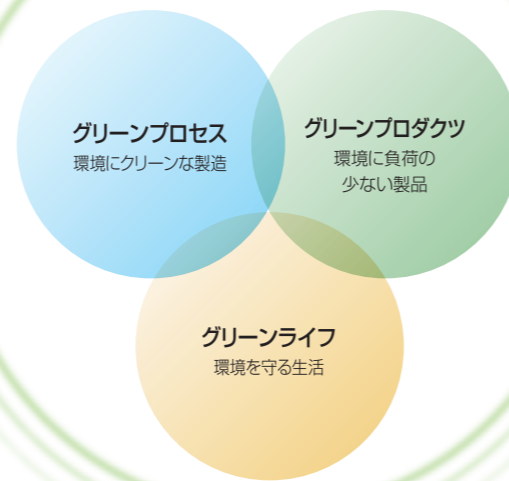 グリーンプロセス
環境にクリーンな製造
グリーンプロダクツ
環境に負荷の
少ない製品
グリーンライフ
環境を守る生活